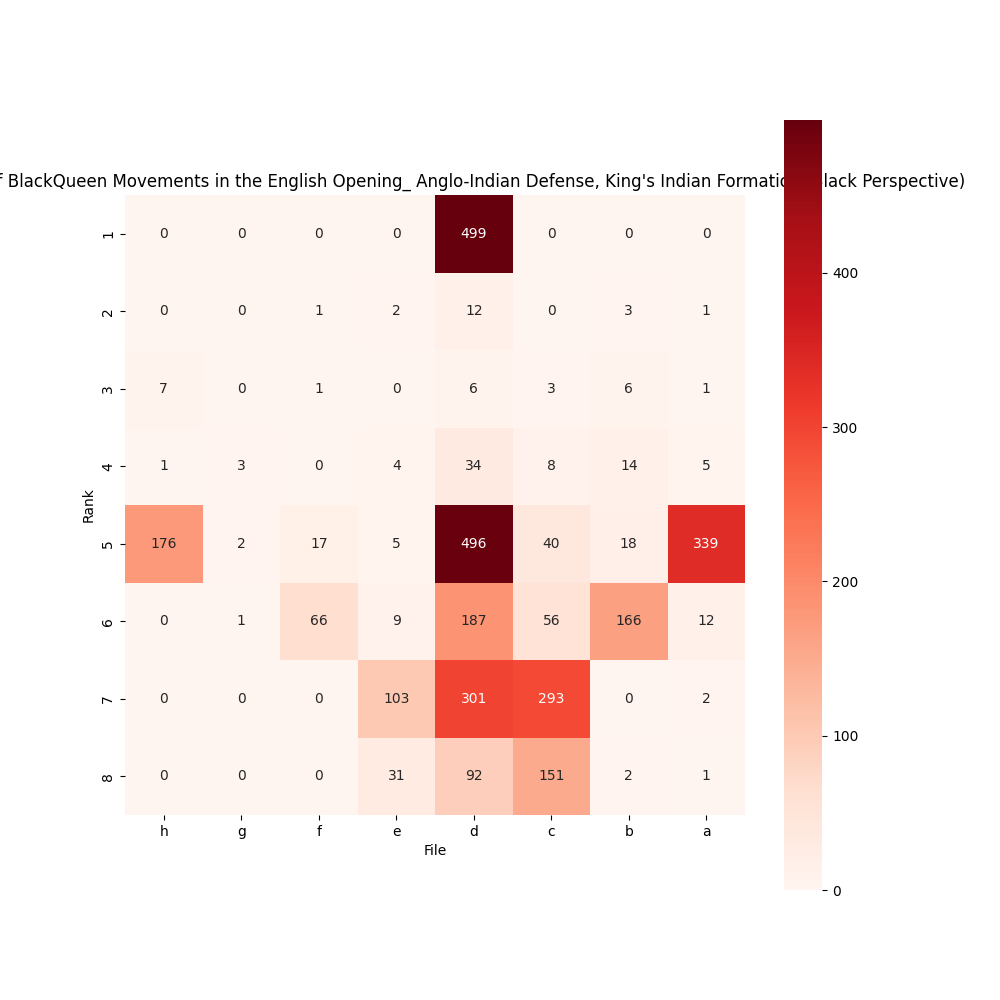 f BlackQueen Movements in the English Opening_ Anglo-Indian Defense, King's Indian Formatio lack Perspective)
1 0 0 0 0 499 0 0 0
2 0 0 1 2 12 0 3 1
3 7 0 1 0 6 3 6 1
4 1 3 0 4 34 8 14 5
Rank
5 176 2 17 5 496 40 18 339
6 0 1 66 9 187 56 166 12
7 0 0 0 103 301 293 0 2
8 0 0 0 31 92 151 2 1
h g f e d c b a
File
400
300
200
100
0